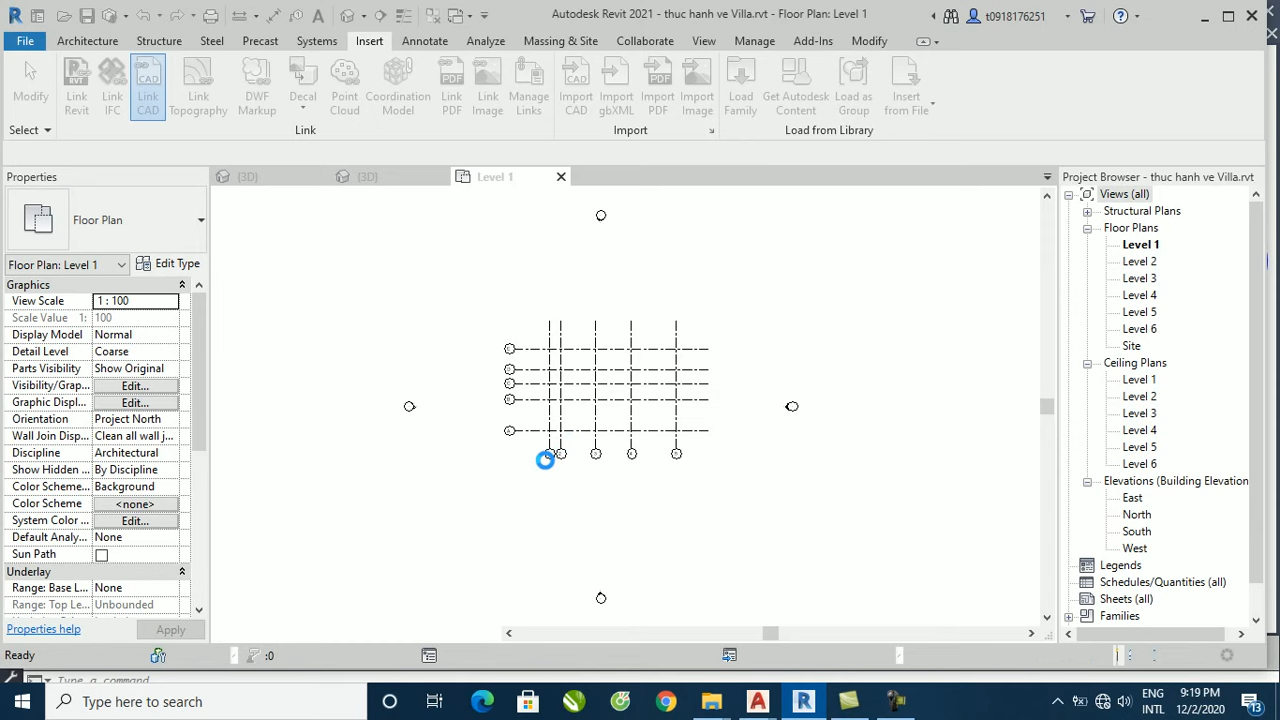 Autodesk Revit 2021 - thuc hanh ve Villa.rvt - Floor Plan: Level 1
t0918176251
File Architecture Structure Steel Precast Systems Insert Annotate Analyze Massing & Site Collaborate View Manage Add-Ins Modify
Modify
Link Revit
Link IFC
Link CAD
Link Topography
DWF Markup
Decal
Point Cloud
Coordination Model
Link PDF
Link Image
Manage Links
Import CAD
Import gbXML
Import PDF
Import Image
Load Family
Get Autodesk Content
Load as Group
Insert from File
Select Link Import Load from Library
Properties
{3D} {3D} Level 1
Project Browser - thuc hanh ve Villa.rvt
Floor Plan
Floor Plan: Level 1 Edit Type
Graphics
View Scale 1 : 100
Scale Value 1: 100
Display Model Normal
Detail Level Coarse
Parts Visibility Show Original
Visibility/Grap... Edit...
Graphic Displ... Edit...
Orientation Project North
Wall Join Disp... Clean all wall j...
Discipline Architectural
Show Hidden ... By Discipline
Color Scheme... Background
Color Scheme <none>
System Color ... Edit...
Default Analy... None
Sun Path
Underlay
Range: Base L... None
Range: Top Le... Unbounded
Properties help Apply
Views (all)
Structural Plans
Floor Plans
Level 1
Level 2
Level 3
Level 4
Level 5
Level 6
Site
Ceiling Plans
Level 1
Level 2
Level 3
Level 4
Level 5
Level 6
Elevations (Building Elevation
East
North
South
West
Legends
Schedules/Quantities (all)
Sheets (all)
Families
Ready
:0
Type a command
Type here to search
ENG
INTL
9:19 PM
12/2/2020
13